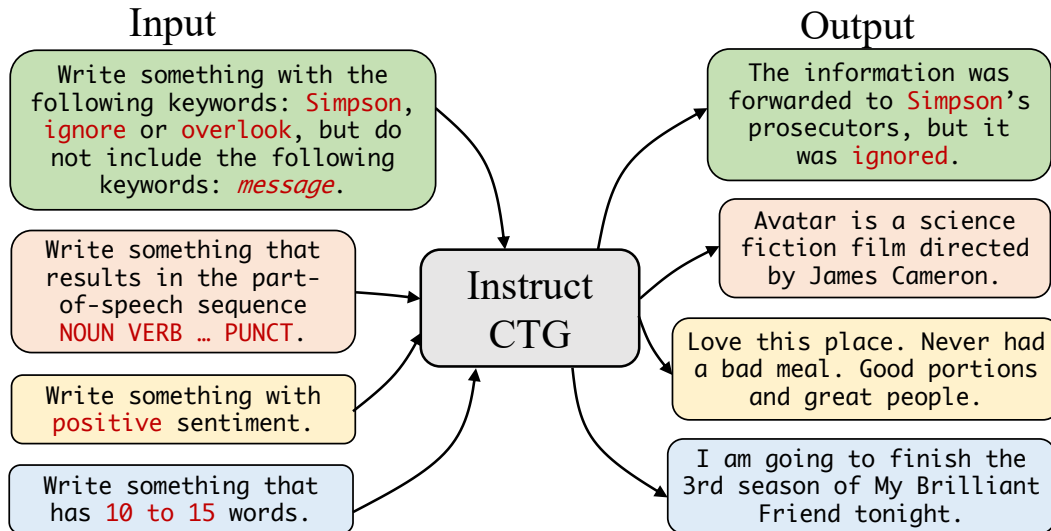 Input
Write something with the
following keywords: Simpson,
ignore or overlook, but do
not include the following
keywords: message.
Write something that
results in the part-
of-speech sequence
NOUN VERB … PUNCT.
Write something with
positive sentiment.
Write something that
has 10 to 15 words.
Instruct
CTG
Output
The information was
forwarded to Simpson’s
prosecutors, but it
was ignored.
Avatar is a science
fiction film directed
by James Cameron.
Love this place. Never had
a bad meal. Good portions
and great people.
I am going to finish the
3rd season of My Brilliant
Friend tonight.